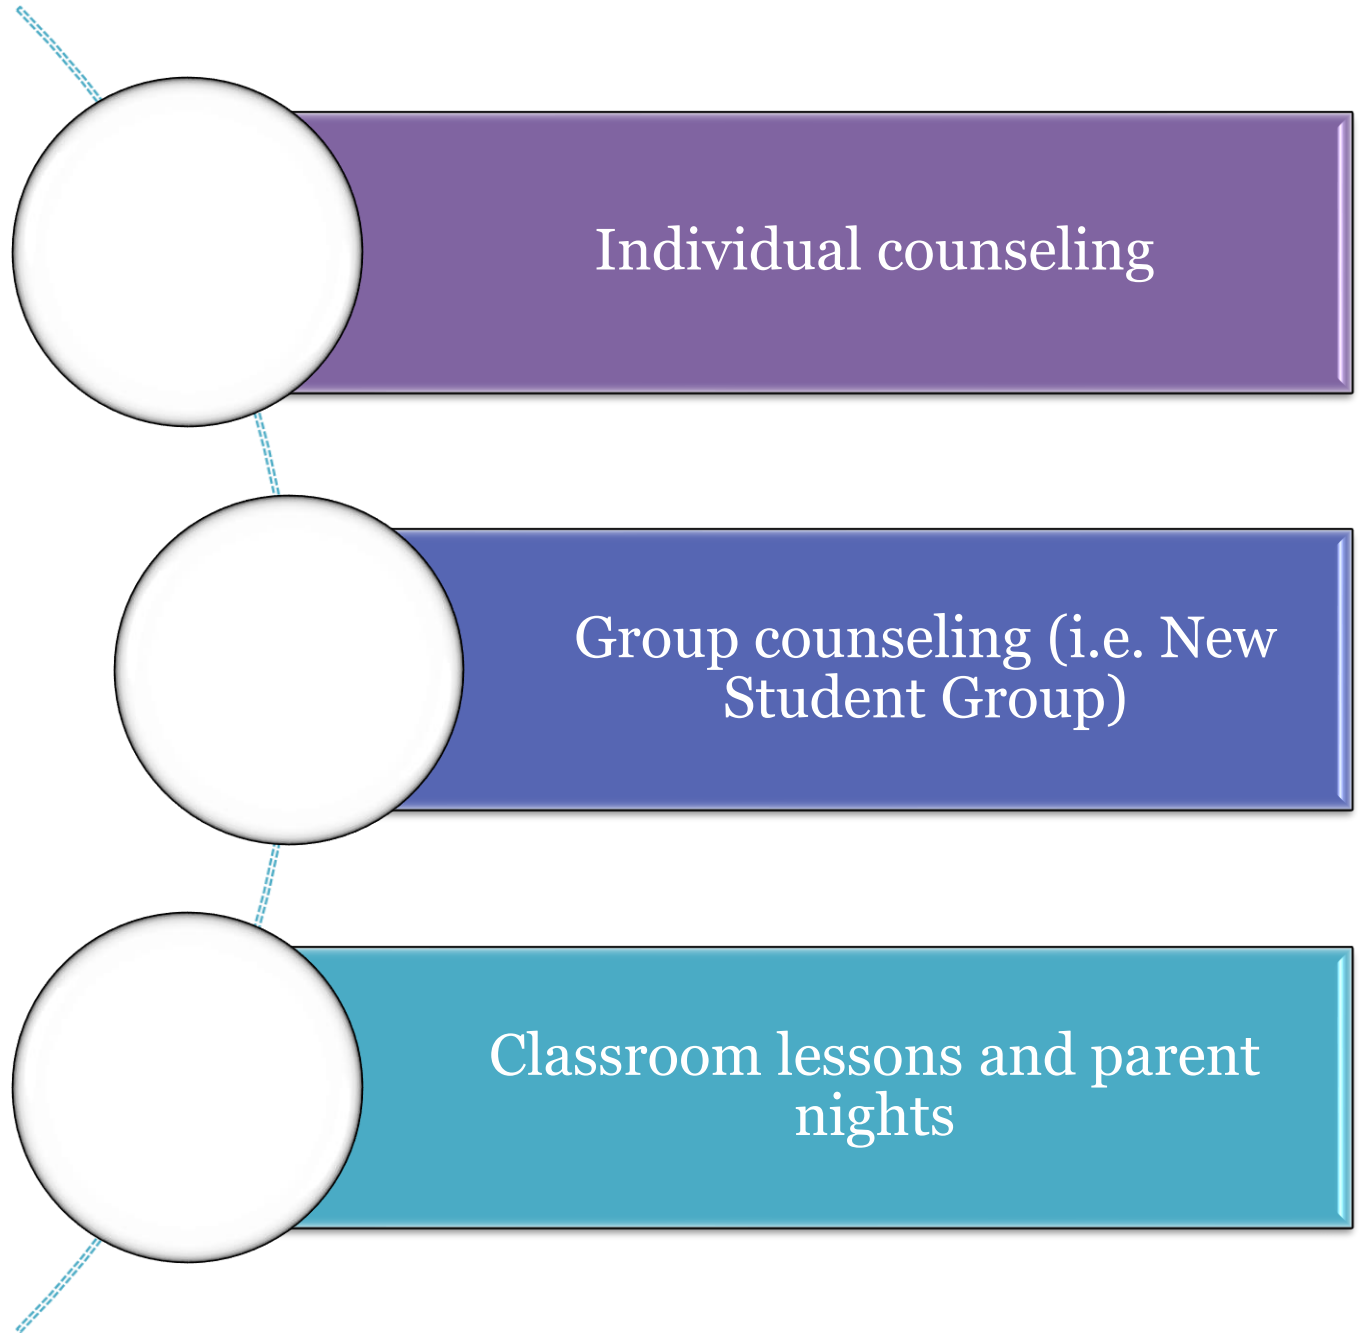 Individual counseling
Group counseling (i.e. New
Student Group)
Classroom lessons and parent
nights